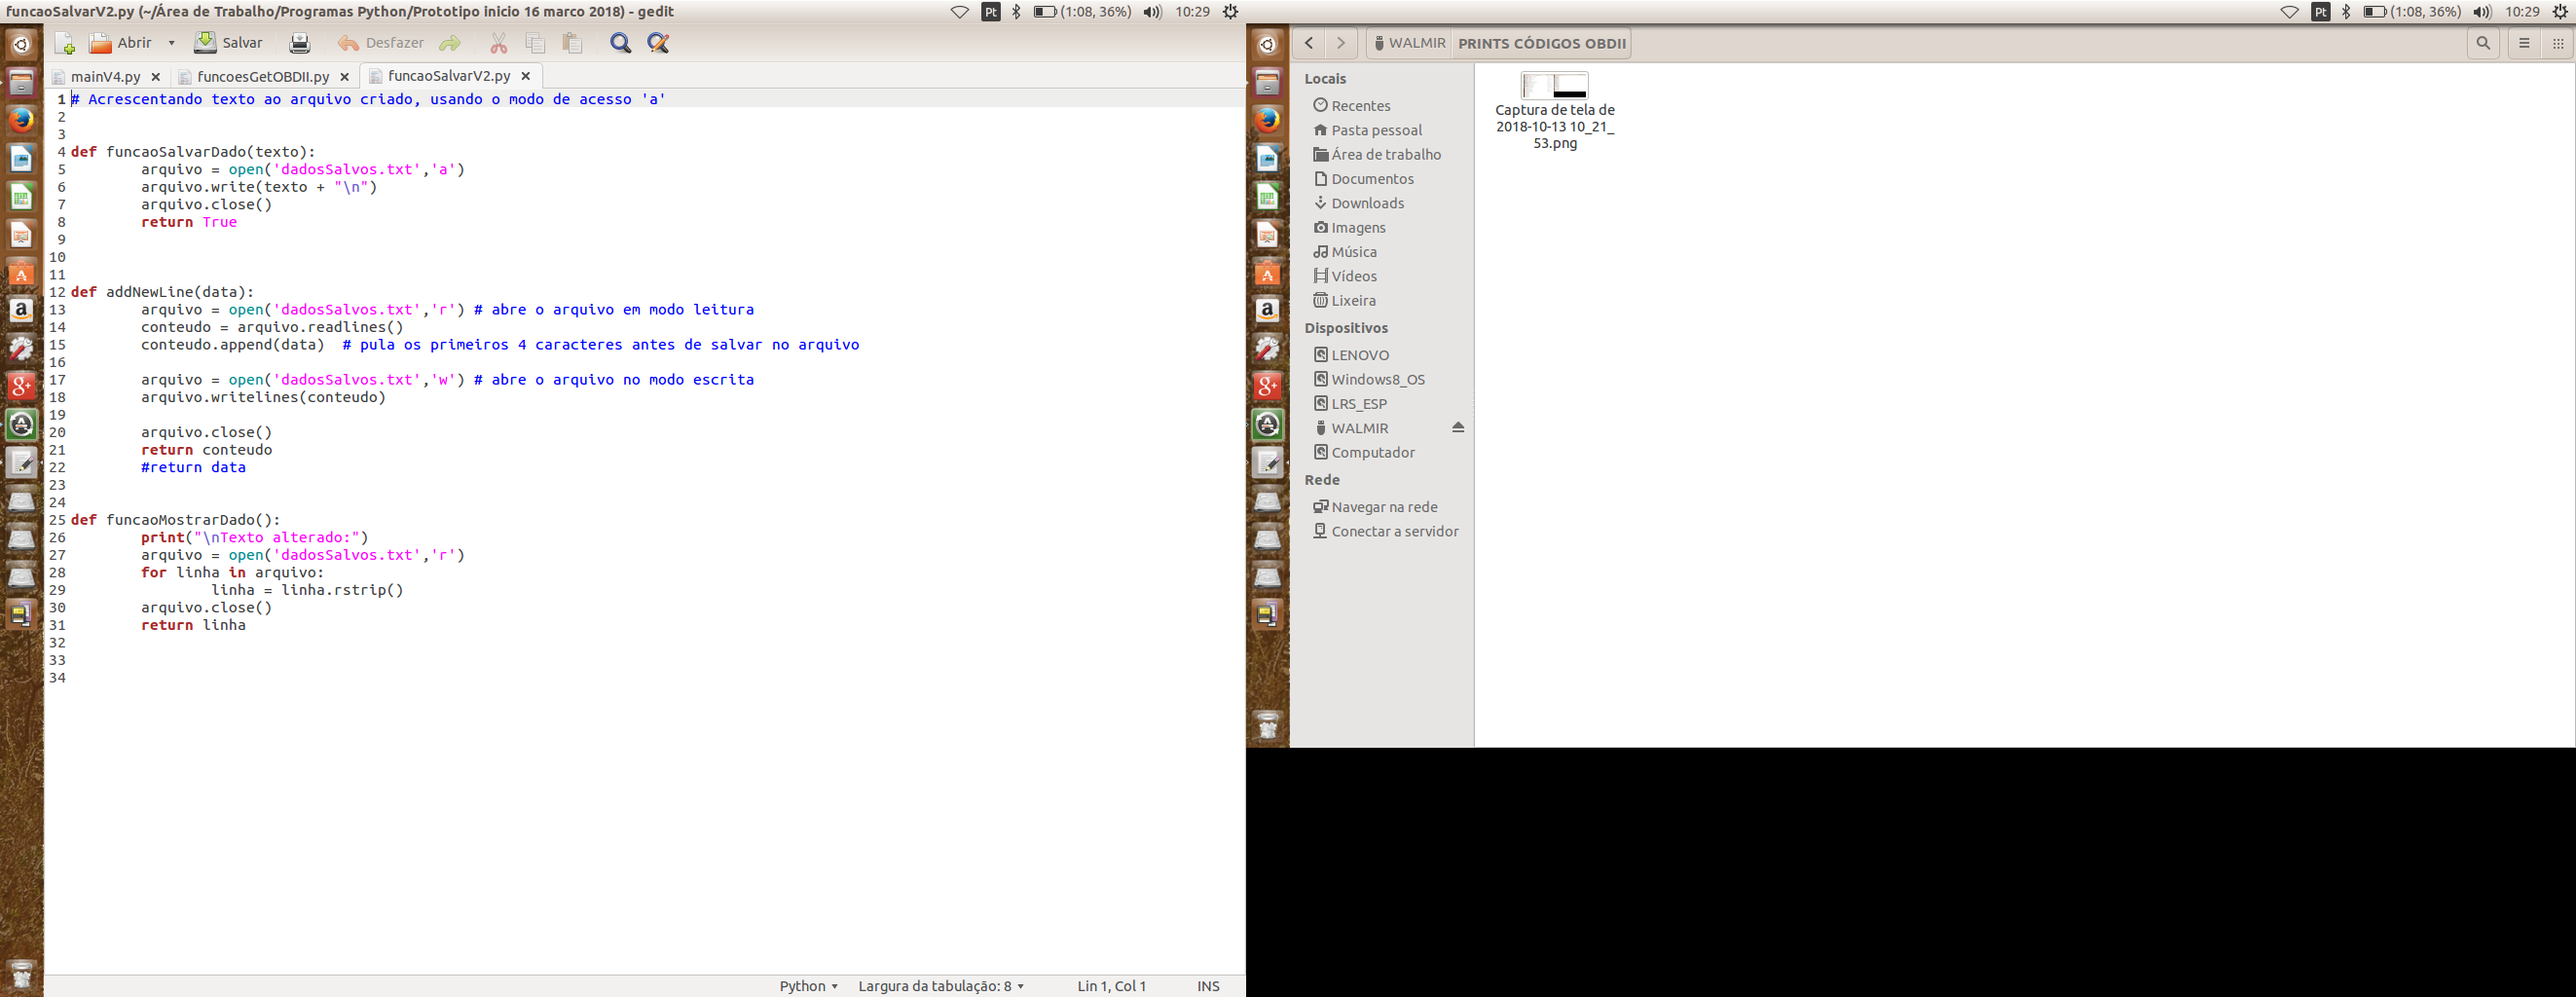 funcaoSalvarV2.py (~/Área de Trabalho/Programas Python/Prototipo inicio 16 marco 2018) - gedit
Pt (1:08, 36%) 10:29
Abrir Salvar Desfazer
mainV4.py funcoesGetOBDII.py funcaoSalvarV2.py
1 # Acrescentando texto ao arquivo criado, usando o modo de acesso 'a'
2
3
4 def funcaoSalvarDado(texto):
5         arquivo = open('dadosSalvos.txt','a')
6         arquivo.write(texto + "\n")
7         arquivo.close()
8         return True
9
10
11
12 def addNewLine(data):
13         arquivo = open('dadosSalvos.txt','r') # abre o arquivo em modo leitura
14         conteudo = arquivo.readlines()
15         conteudo.append(data)  # pula os primeiros 4 caracteres antes de salvar no arquivo
16
17         arquivo = open('dadosSalvos.txt','w') # abre o arquivo no modo escrita
18         arquivo.writelines(conteudo)
19
20         arquivo.close()
21         return conteudo
22         #return data
23
24
25 def funcaoMostrarDado():
26         print("\nTexto alterado:")
27         arquivo = open('dadosSalvos.txt','r')
28         for linha in arquivo:
29                 linha = linha.rstrip()
30         arquivo.close()
31         return linha
32
33
34
Python Largura da tabulação: 8 Lin 1, Col 1 INS
Pt (1:08, 36%) 10:29
WALMIR PRINTS CÓDIGOS OBDII
Locais
Recentes
Pasta pessoal
Área de trabalho
Documentos
Downloads
Imagens
Música
Vídeos
Lixeira
Dispositivos
LENOVO
Windows8_OS
LRS_ESP
WALMIR
Computador
Rede
Navegar na rede
Conectar a servidor
Captura de tela de
2018-10-13 10_21_
53.png